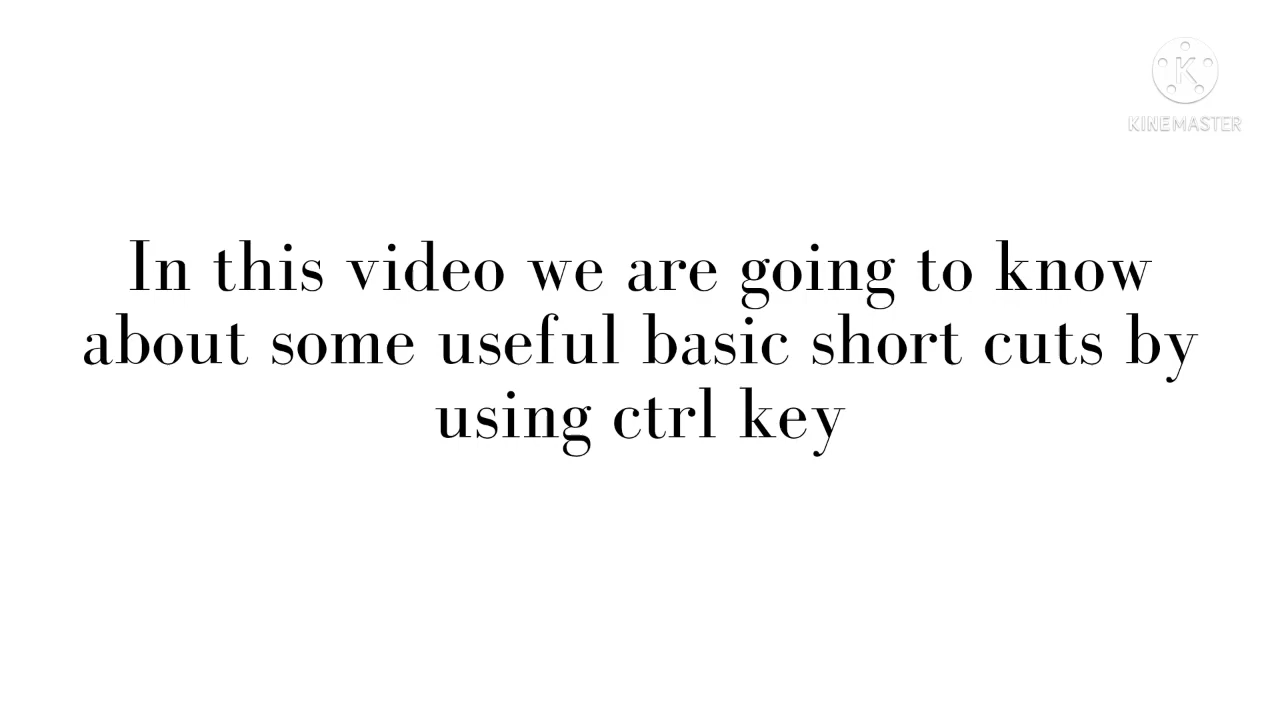 K
KINEMASTER
In this video we are going to know
about some useful basic short cuts by
using ctrl key